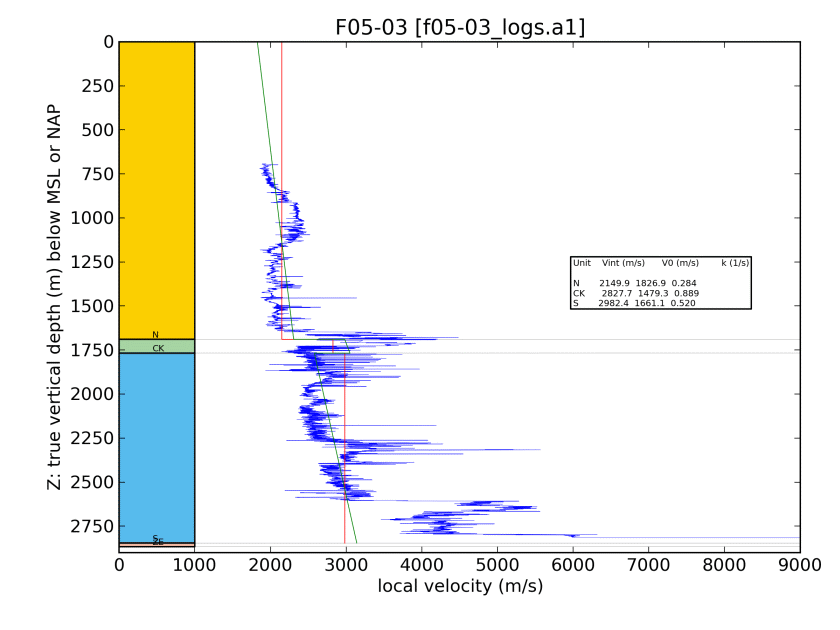 F05-03 [f05-03_logs.a1]
0
250
500
750
1000
1250
1500
1750
2000
2250
2500
2750
Z: true vertical depth (m) below MSL or NAP
N
CK
S
ZE
Unit Vint (m/s) V0 (m/s) k (1/s)
N 2149.9 1826.9 0.284
CK 2827.7 1479.3 0.889
S 2982.4 1661.1 0.520
0 1000 2000 3000 4000 5000 6000 7000 8000 9000
local velocity (m/s)